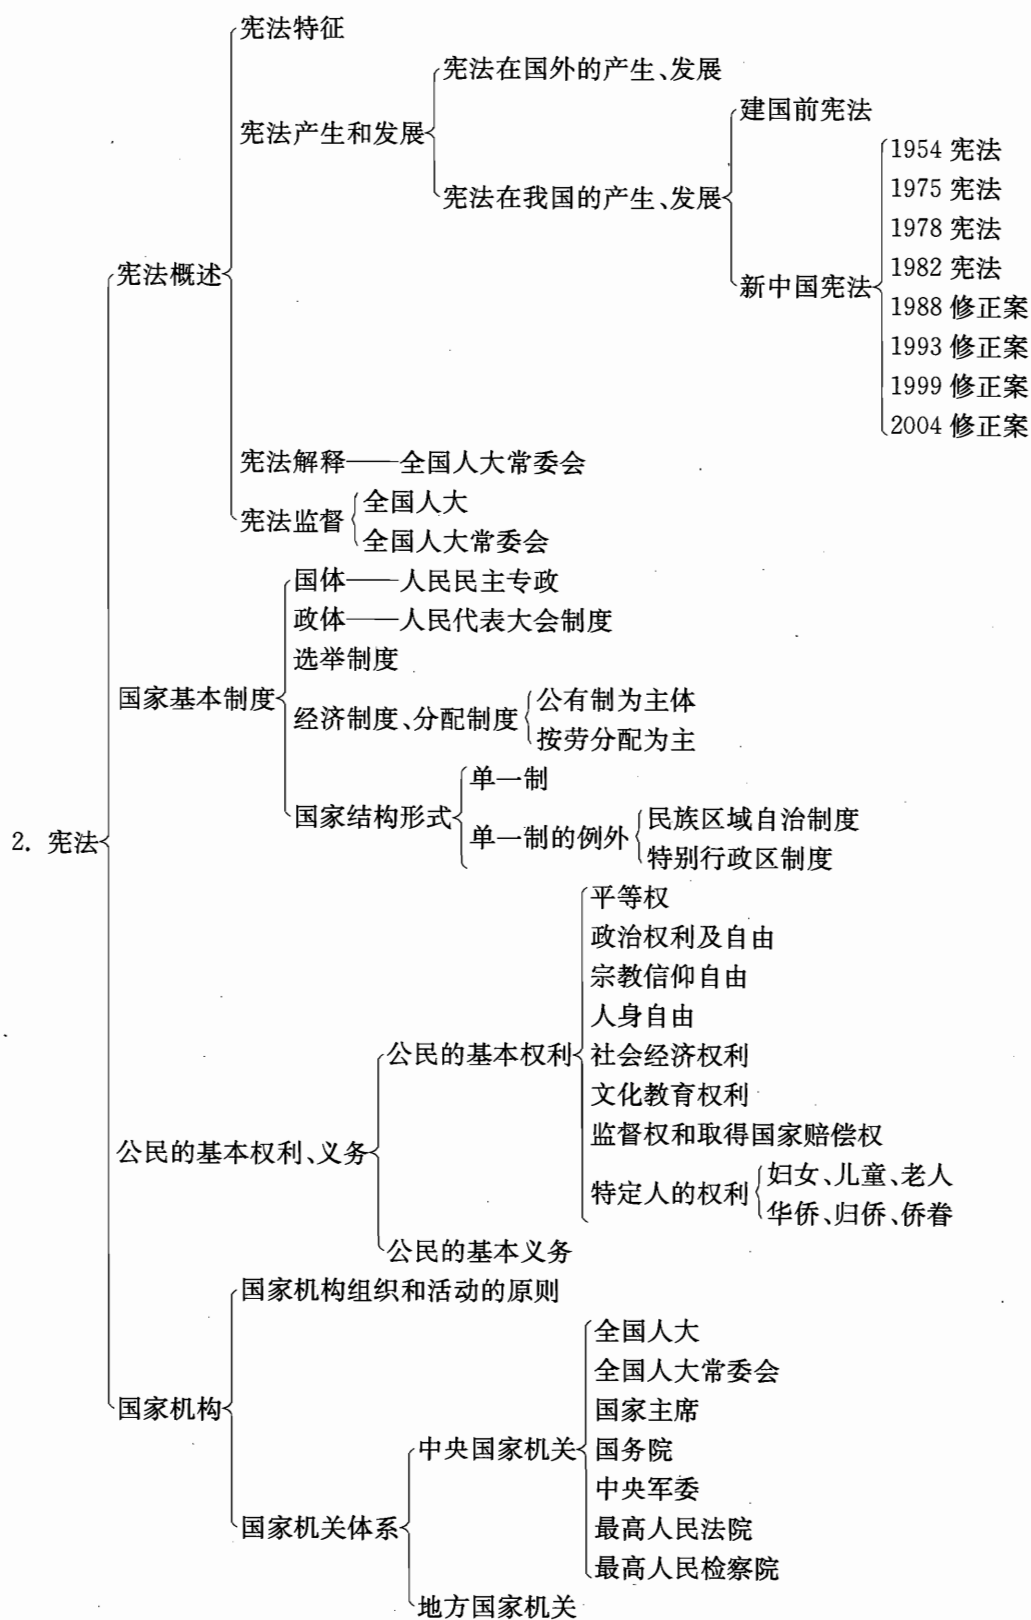 宪法特征
宪法在国外的产生、发展
建国前宪法
宪法产生和发展
1954 宪法
1975 宪法
宪法在我国的产生、发展
1978 宪法
1982 宪法
宪法概述
新中国宪法
1988 修正案
1993 修正案
1999 修正案
2004 修正案
宪法解释——全国人大常委会
全国人大
宪法监督
全国人大常委会
国体——人民民主专政
政体——人民代表大会制度
选举制度
国家基本制度
公有制为主体
经济制度、分配制度
按劳分配为主
单一制
国家结构形式
民族区域自治制度
单一制的例外
特别行政区制度
2. 宪法
平等权
政治权利及自由
宗教信仰自由
人身自由
公民的基本权利
社会经济权利
文化教育权利
监督权和取得国家赔偿权
公民的基本权利、义务
妇女、儿童、老人
特定人的权利
华侨、归侨、侨眷
公民的基本义务
国家机构组织和活动的原则
全国人大
全国人大常委会
国家机构
国家主席
中央国家机关
国务院
中央军委
国家机关体系
最高人民法院
最高人民检察院
地方国家机关